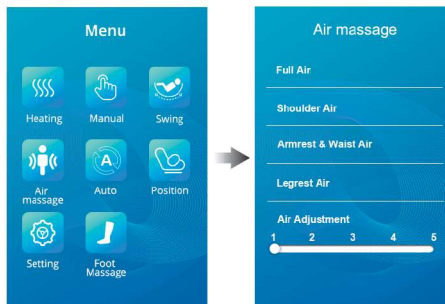 Menu
Heating
Manual
Swing
Air
massage
A
Auto
Position
Setting
Foot
Massage
Air massage
Full Air
Shoulder Air
Armrest & Waist Air
Legrest Air
Air Adjustment
1 2 3 4 5